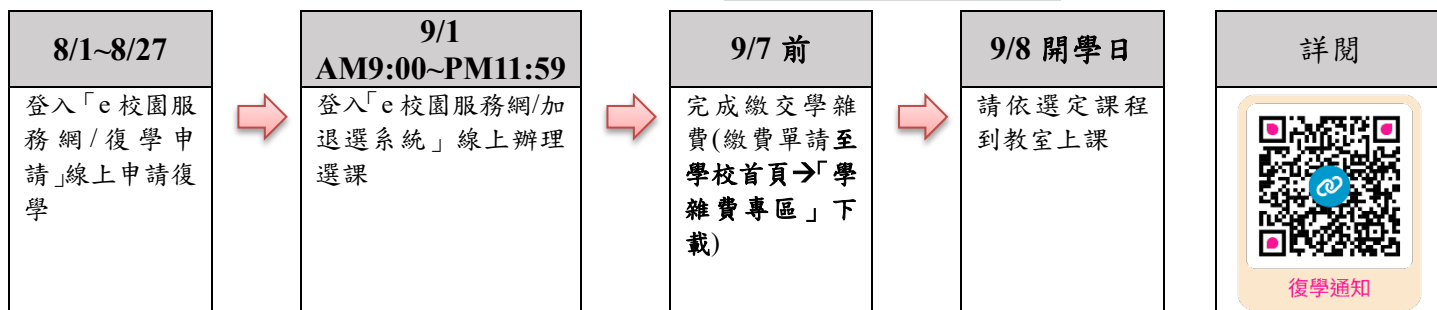 8/1~8/27
登入「e 校園服
務網/復學申
請」線上申請復
學
9/1
AM9:00~PM11:59
登入「e 校園服務網/加
退選系統」線上辦理
選課
9/7 前
完成繳交學雜
費(繳費單請至
學校首頁→「學
雜費專區」下
載)
9/8 開學日
請依選定課程
到教室上課
詳閱
復學通知